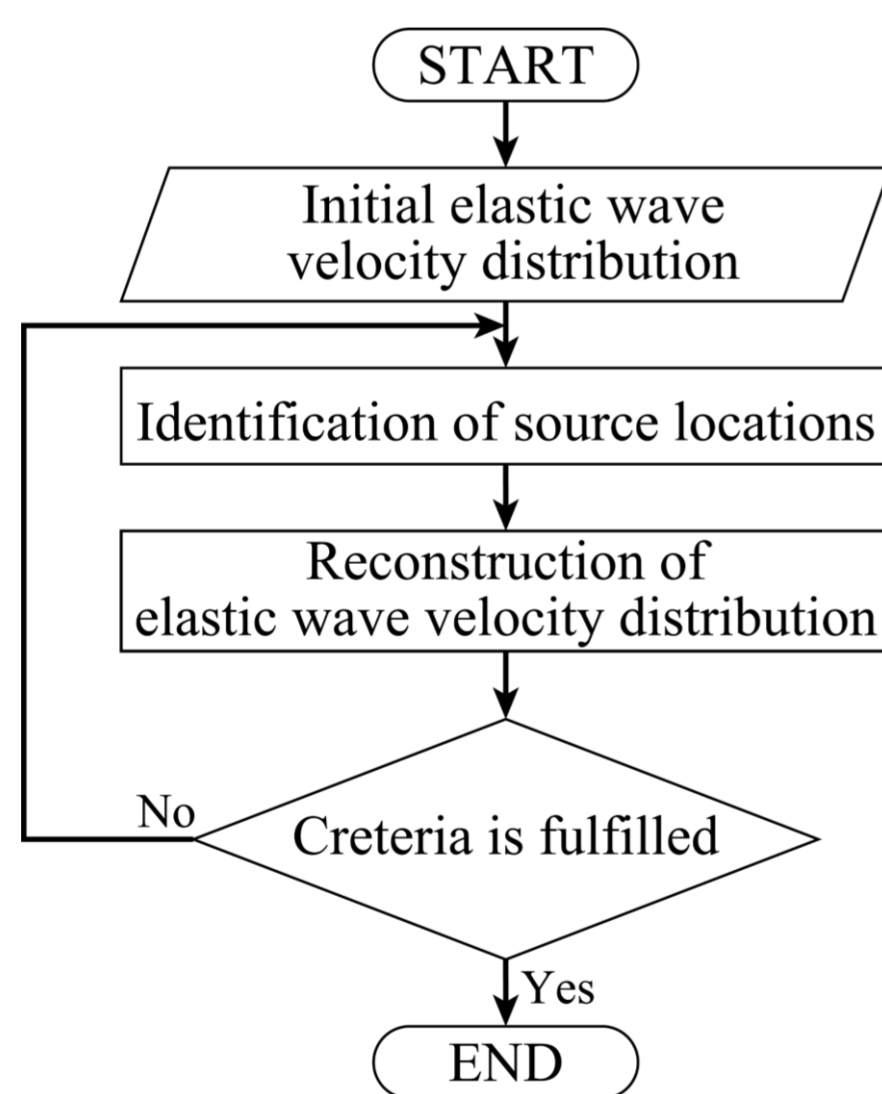 START
Initial elastic wave
velocity distribution
Identification of source locations
Reconstruction of
elastic wave velocity distribution
No
Creteria is fulfilled
Yes
END